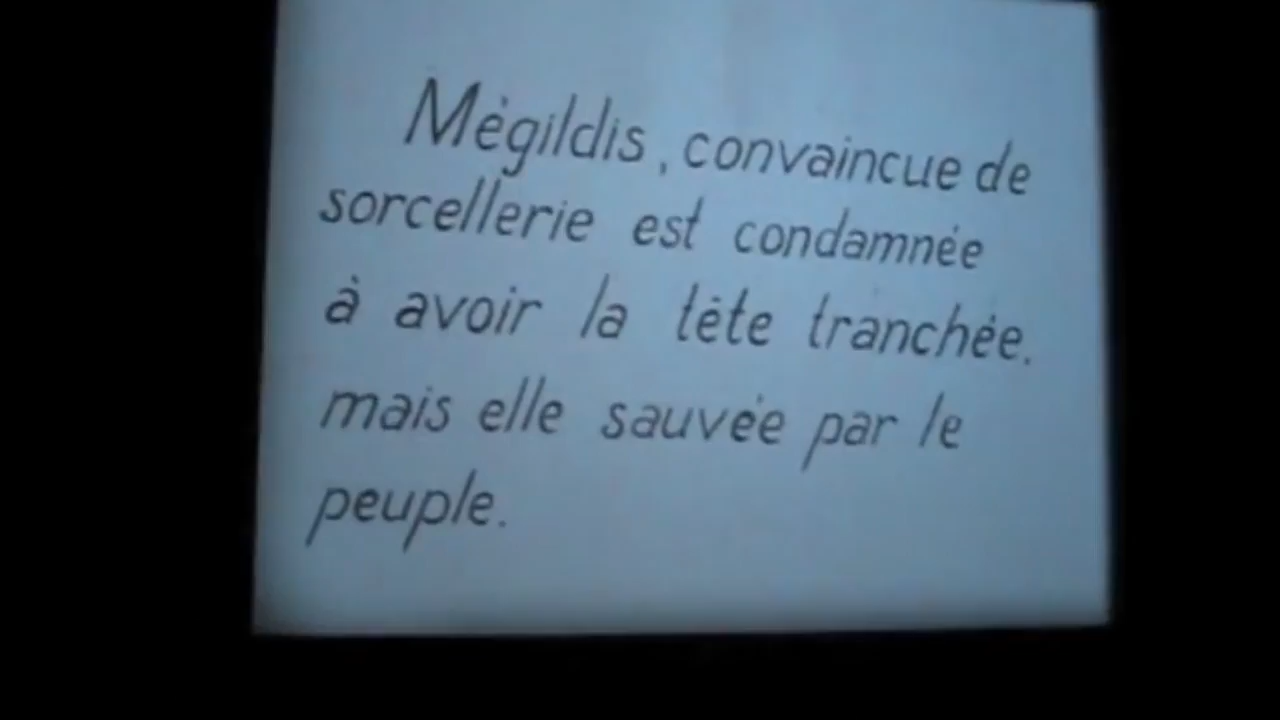 Mégildis, convaincue de
sorcellerie est condamnée
à avoir la tête tranchée.
mais elle sauvée par le
peuple.